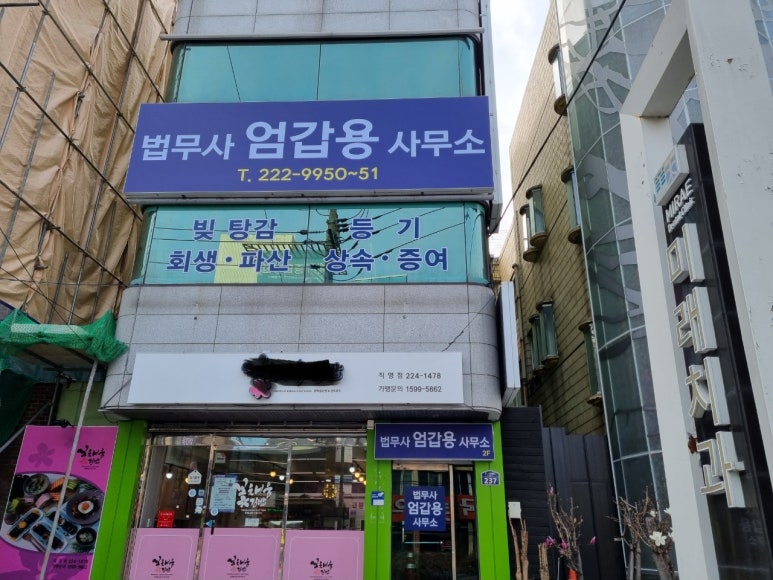 법무사 엄갑용 사무소
T. 222-9950~51
빚 탕감 등 기
회생·파산 상속·증여
직 영 점 224-1478
가맹문의 1599-5862
법무사 엄갑용 사무소
2F
237
법무사
엄갑용
사무소
MIRAE
미래치과
T 224-1478